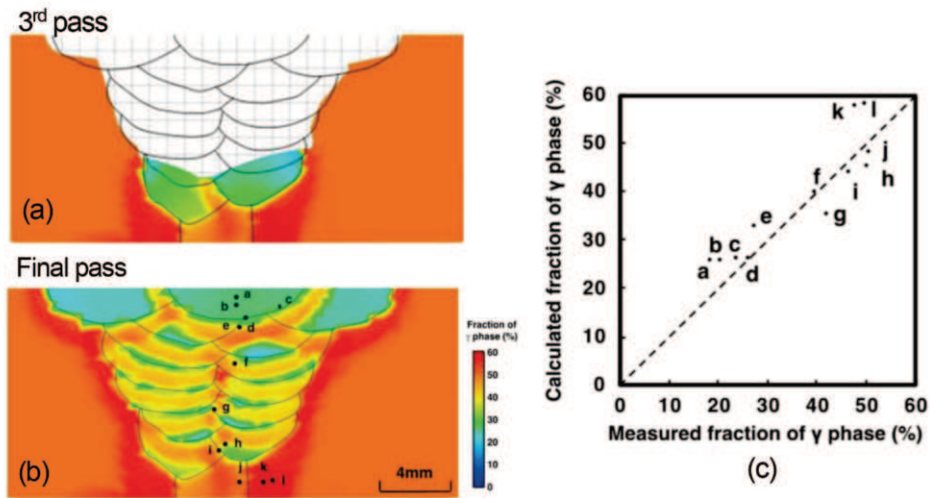 3rd pass
(a)
Final pass
a
b
c
e
d
f
g
h
i
j
k
l
(b)
4mm
Fraction of
γ phase (%)
60
50
40
30
20
10
0
Calculated fraction of γ phase (%)
60
50
40
30
20
10
0
k
l
j
f
i
h
g
e
b
c
a
d
0
10
20
30
40
50
60
Measured fraction of γ phase (%)
(c)